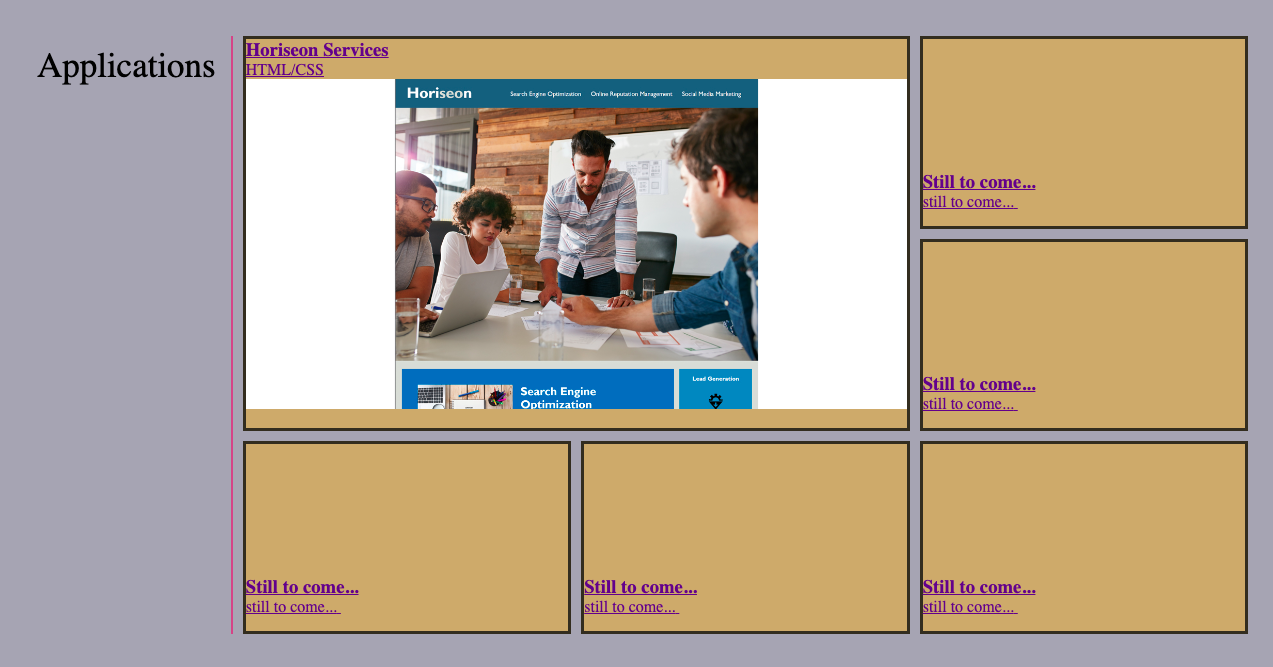 Applications
Horiseon Services
HTML/CSS
Horiseon
Search Engine Optimization Online Reputation Management Social Media Marketing
Search Engine
Optimization
Lead Generation
Still to come...
still to come...
Still to come...
still to come...
Still to come...
still to come...
Still to come...
still to come...
Still to come...
still to come...